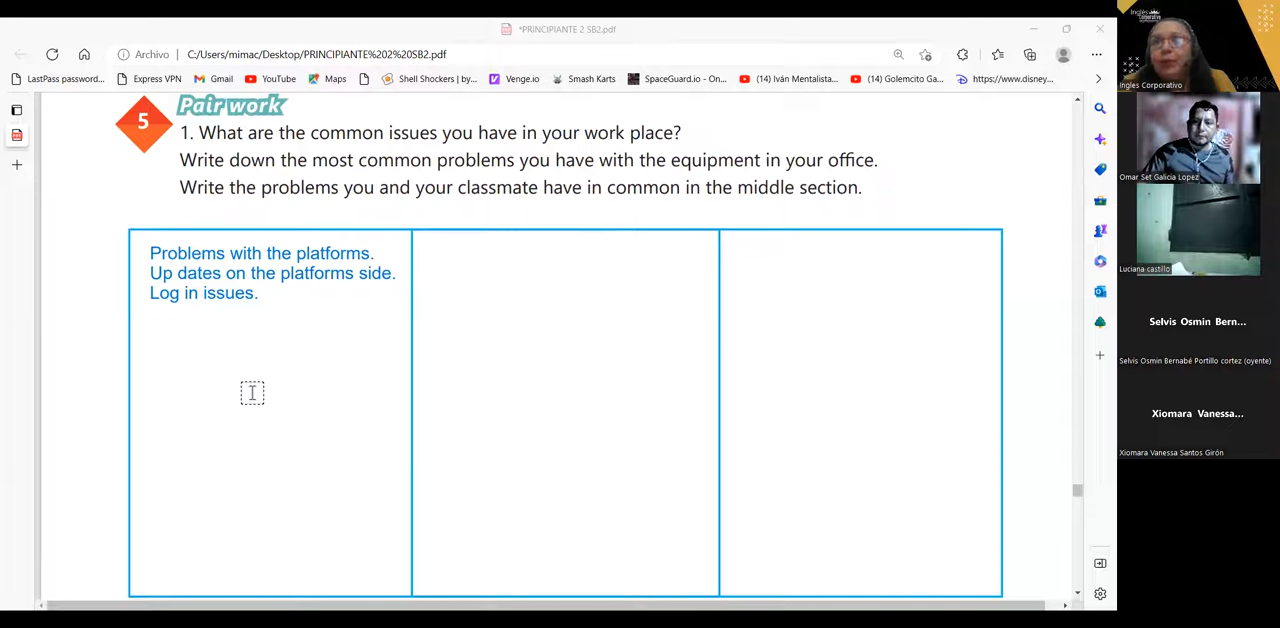 *PRINCIPIANTE 2 SB2.pdf
Archivo
C:/Users/mimac/Desktop/PRINCIPIANTE%202%20SB2.pdf
LastPass password...
Express VPN
Gmail
YouTube
Maps
Shell Shockers | by...
Venge.io
Smash Karts
SpaceGuard.io - On...
(14) Iván Mentalista...
(14) Golemcito Ga...
https://www.disney...
5
Pair work
1. What are the common issues you have in your work place?
Write down the most common problems you have with the equipment in your office.
Write the problems you and your classmate have in common in the middle section.
Problems with the platforms.
Up dates on the platforms side.
Log in issues.
Inglés
Corporativo
Ingles Corporativo
Omar Set Galicia Lopez
Luciana castillo
Selvis Osmin Bern...
Selvis Osmin Bernabé Portillo cortez (oyente)
Xiomara Vanessa...
Xiomara Vanessa Santos Girón